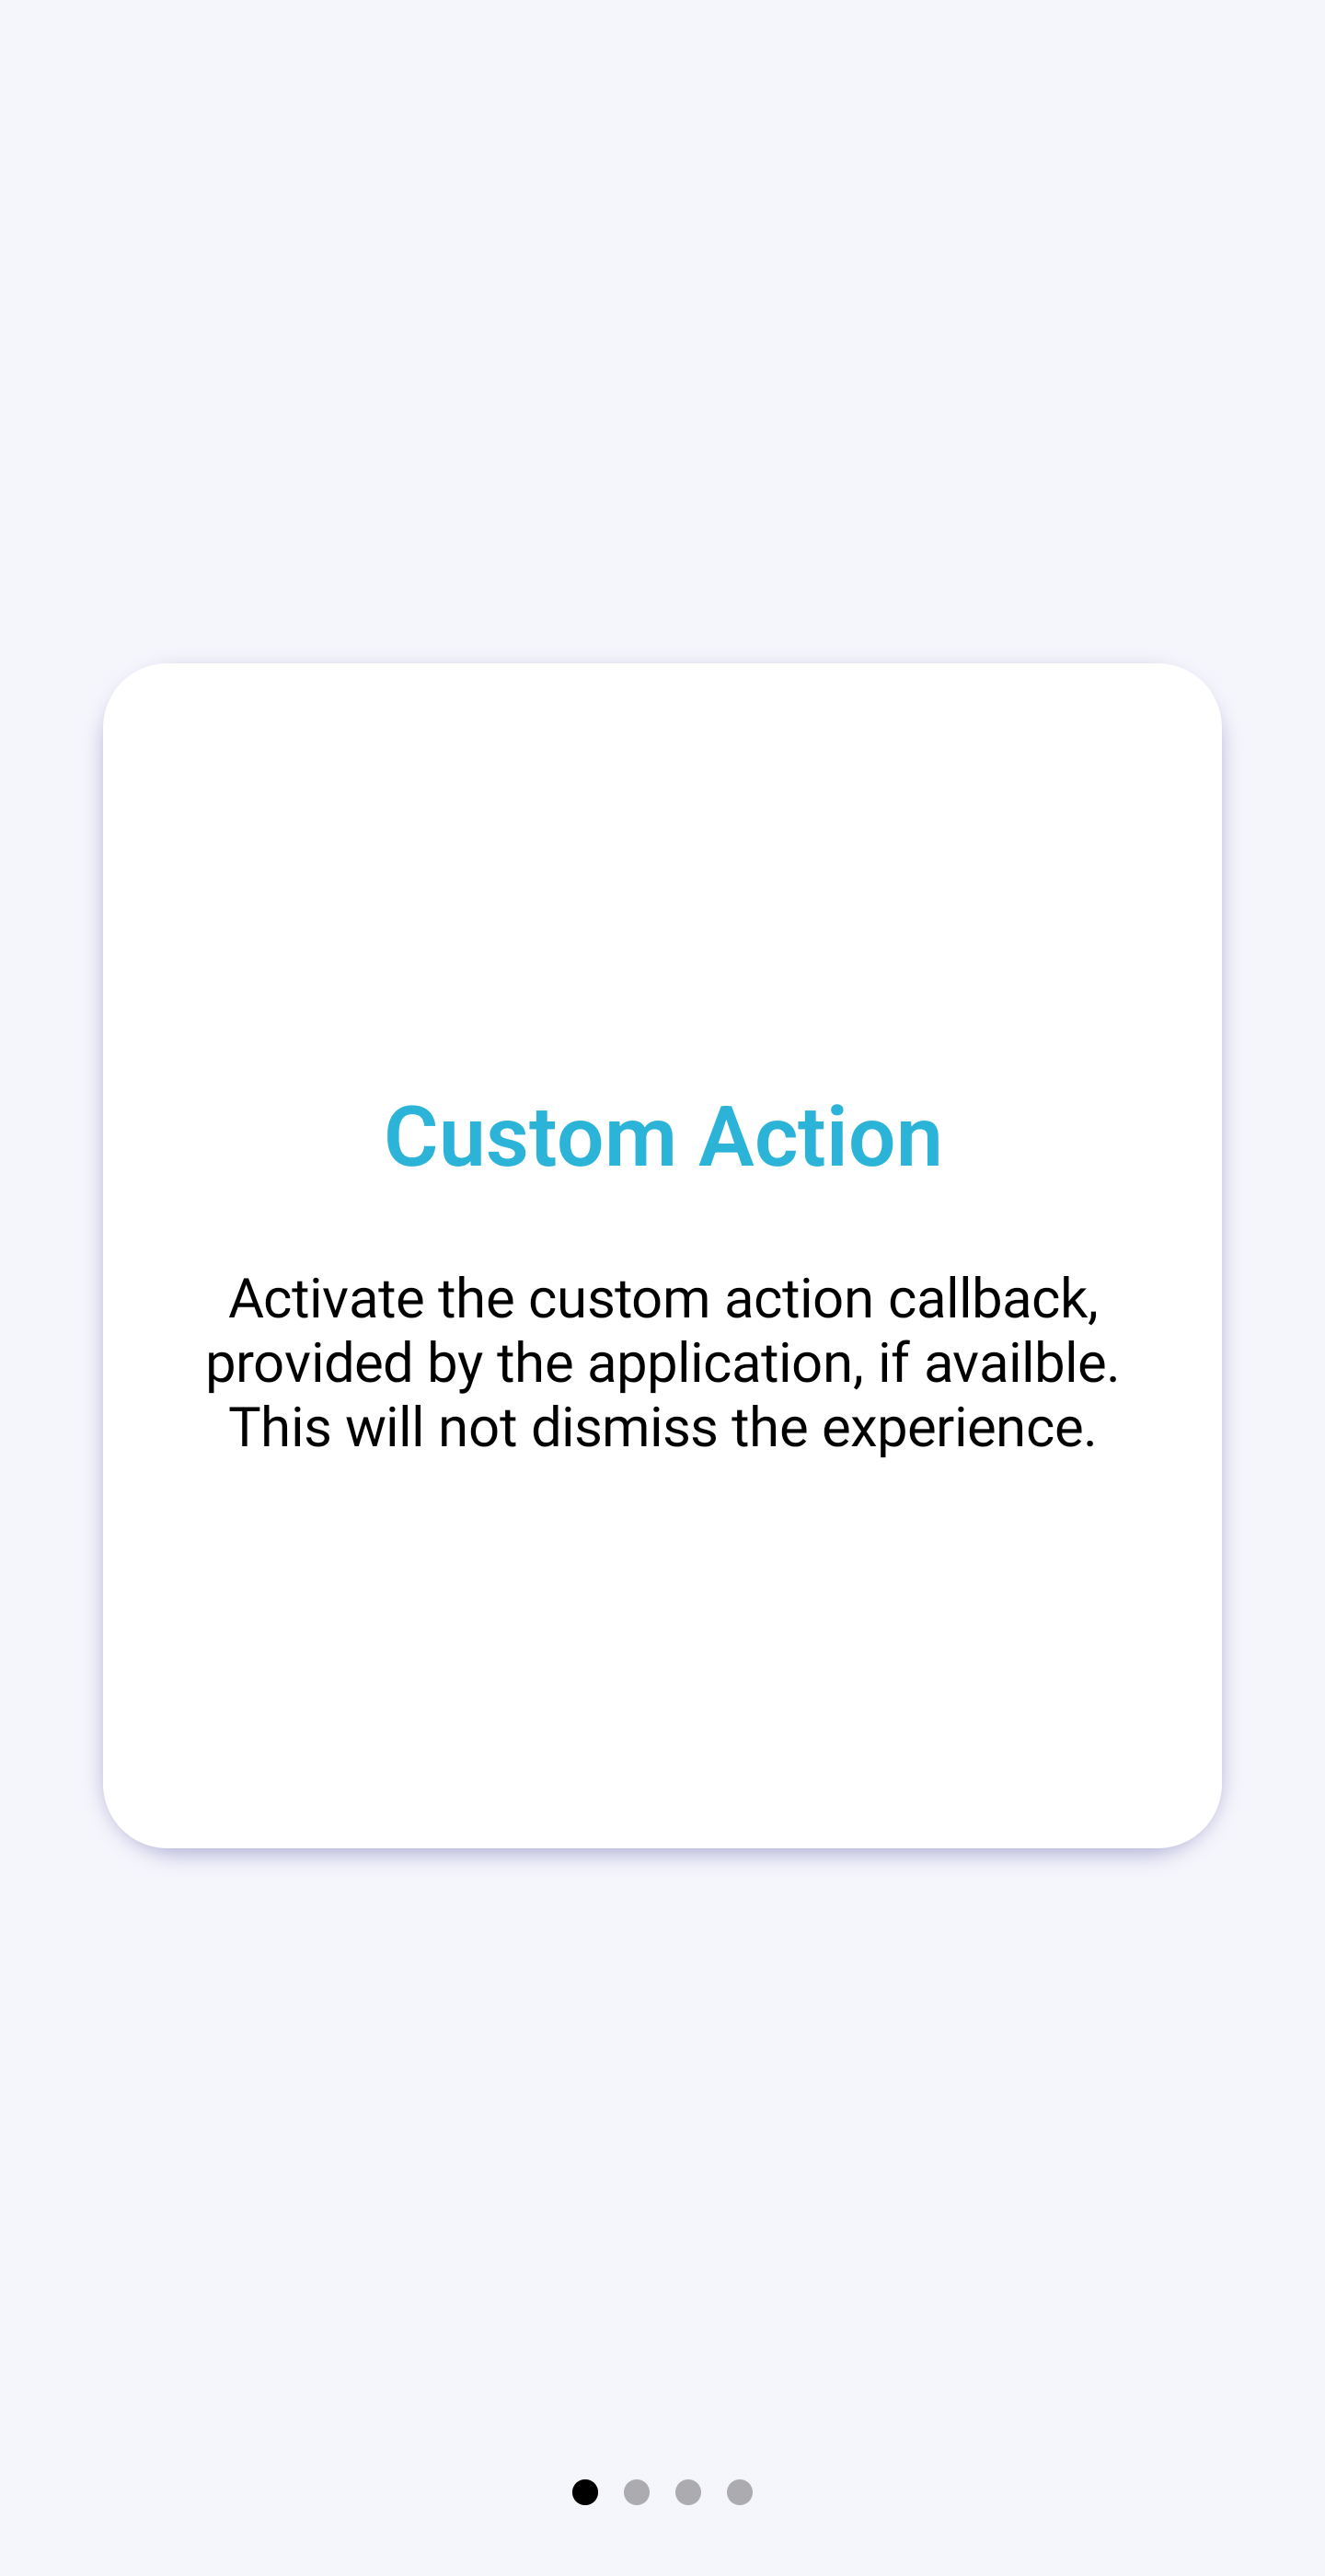 Custom Action
Activate the custom action callback,
provided by the application, if availble.
This will not dismiss the experience.